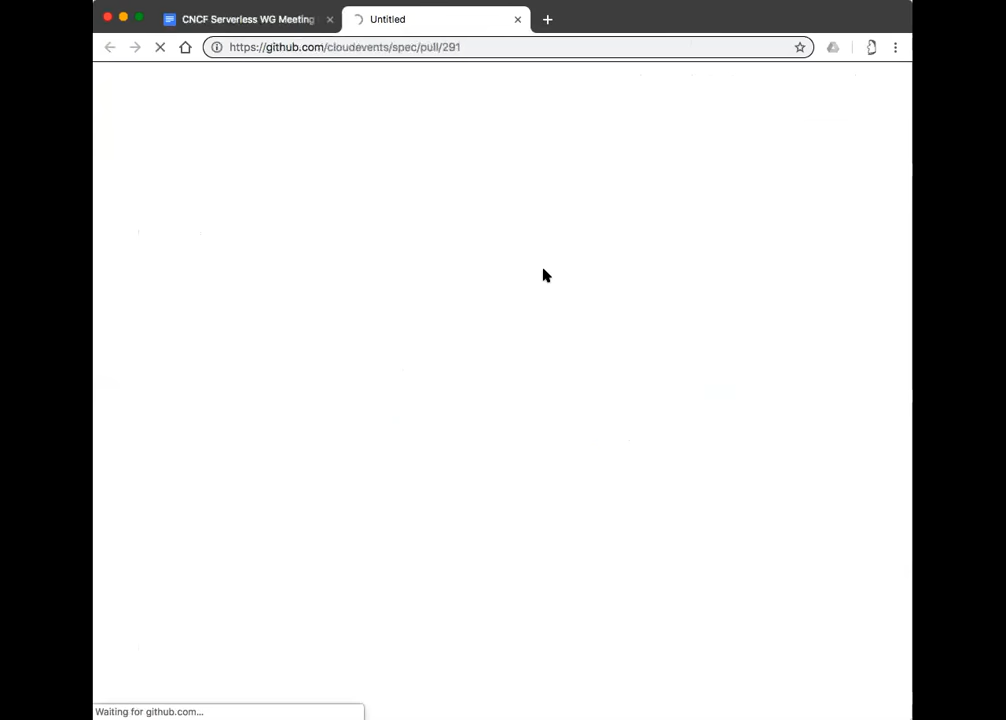 CNCF Serverless WG Meeting
Untitled
https://github.com/cloudevents/spec/pull/291
Waiting for github.com...